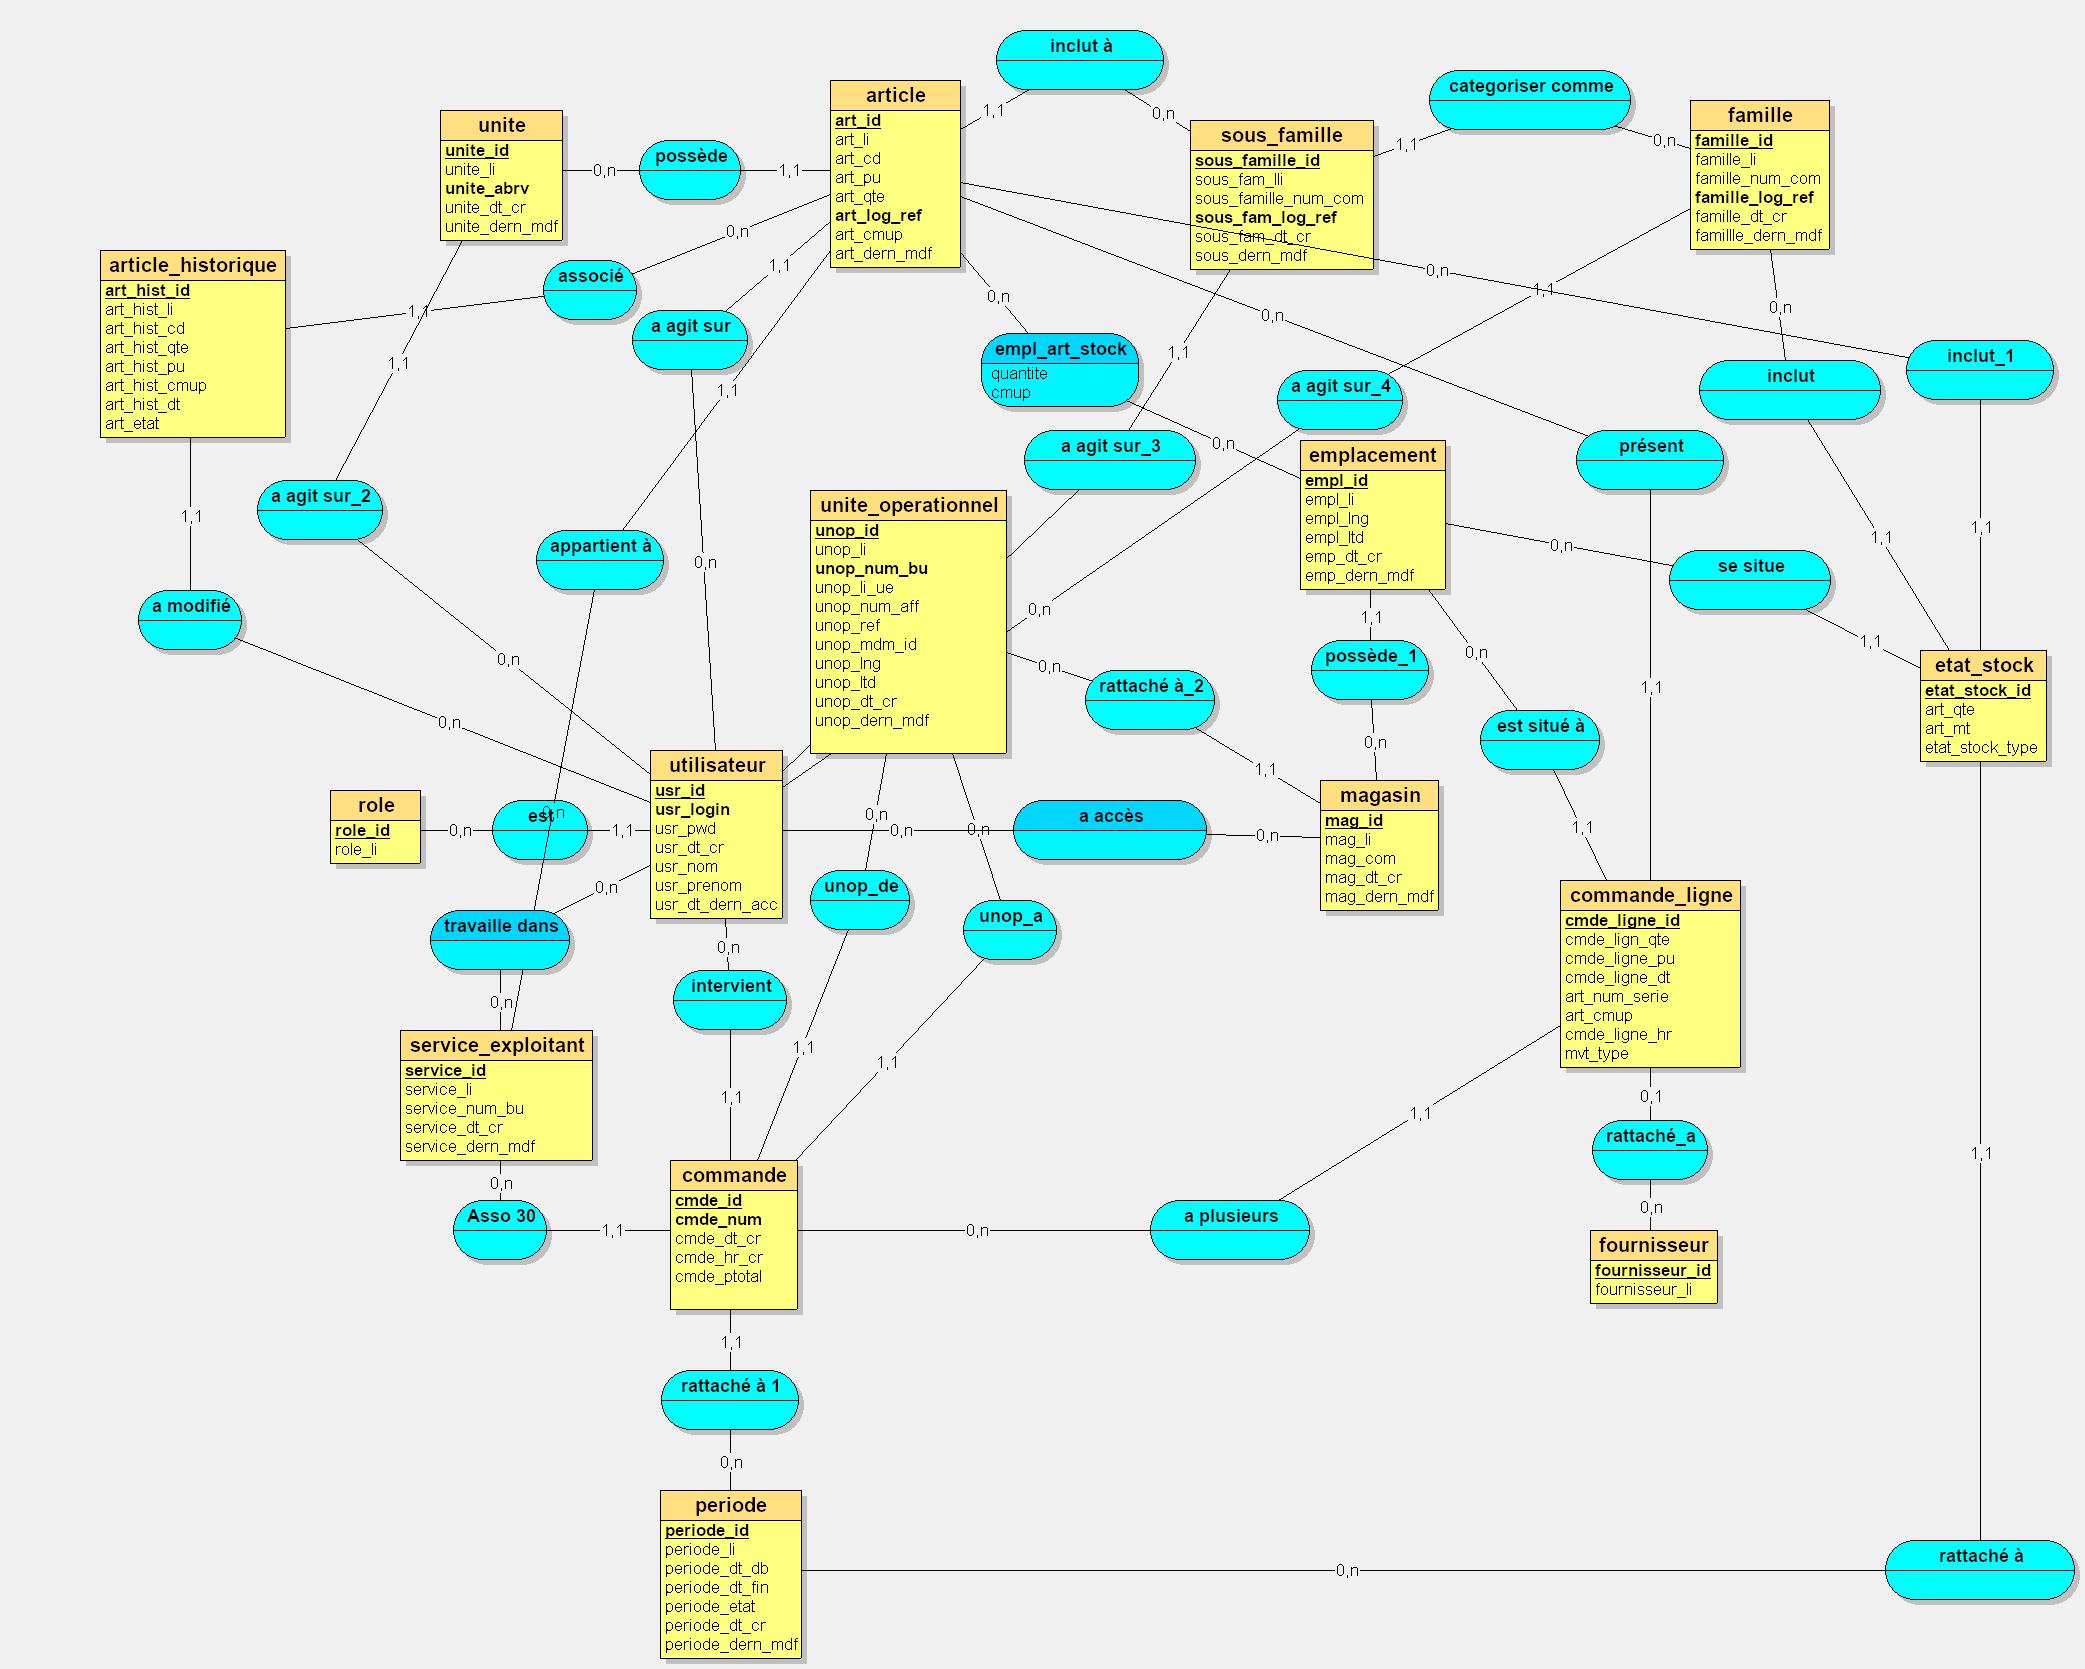 inclut à
1,1
0,n
categoriser comme
1,1
0,n
article
art_id
art_li
art_cd
art_pu
art_qte
art_log_ref
art_cmup
art_dern_mdf
unite
unite_id
unite_li
unite_abrv
unite_dt_cr
unite_dern_mdf
0,n
possède
1,1
sous_famille
sous_famille_id
sous_fam_lli
sous_famille_num_com
sous_fam_log_ref
sous_fam_dt_cr
sous_dern_mdf
famille
famille_id
famille_li
famille_num_com
famille_log_ref
famille_dt_cr
famillle_dern_mdf
article_historique
art_hist_id
art_hist_li
art_hist_cd
art_hist_qte
art_hist_pu
art_hist_cmup
art_hist_dt
art_etat
0,n
associé
1,1
1,1
a agit sur
1,1
1,1
0,n
empl_art_stock
quantite
cmup
0,n
0,n
0,n
1,1
1,1
0,n
inclut
inclut_1
a agit sur_4
a agit sur_3
présent
1,1
a agit sur_2
appartient à
0,n
1,1
1,1
emplacement
empl_id
empl_li
empl_lng
empl_ltd
emp_dt_cr
emp_dern_mdf
unite_operationnel
unop_id
unop_li
unop_num_bu
unop_li_ue
unop_num_aff
unop_ref
unop_mdm_id
unop_lng
unop_ltd
unop_dt_cr
unop_dern_mdf
0,n
se situe
1,1
a modifié
0,n
0,n
0,n
0,n
rattaché à_2
1,1
1,1
possède_1
0,n
0,n
est situé à
1,1
1,1
etat_stock
etat_stock_id
art_qte
art_mt
etat_stock_type
utilisateur
usr_id
usr_login
usr_pwd
usr_dt_cr
usr_nom
usr_prenom
usr_dt_dern_acc
role
role_id
role_li
0,n
est
0,n
1,1
0,n
0,n
0,n
a accès
0,n
magasin
mag_id
mag_li
mag_com
mag_dt_cr
mag_dern_mdf
0,n
travaille dans
0,n
0,n
intervient
unop_de
unop_a
commande_ligne
cmde_ligne_id
cmde_lign_qte
cmde_ligne_pu
cmde_ligne_dt
art_num_serie
art_cmup
cmde_ligne_hr
mvt_type
service_exploitant
service_id
service_li
service_num_bu
service_dt_cr
service_dern_mdf
1,1
1,1
1,1
1,1
0,1
rattaché_a
0,n
1,1
0,n
Asso 30
1,1
commande
cmde_id
cmde_num
cmde_dt_cr
cmde_hr_cr
cmde_ptotal
0,n
a plusieurs
fournisseur
fournisseur_id
fournisseur_li
1,1
rattaché à 1
0,n
periode
periode_id
periode_li
periode_dt_db
periode_dt_fin
periode_etat
periode_dt_cr
periode_dern_mdf
0,n
rattaché à